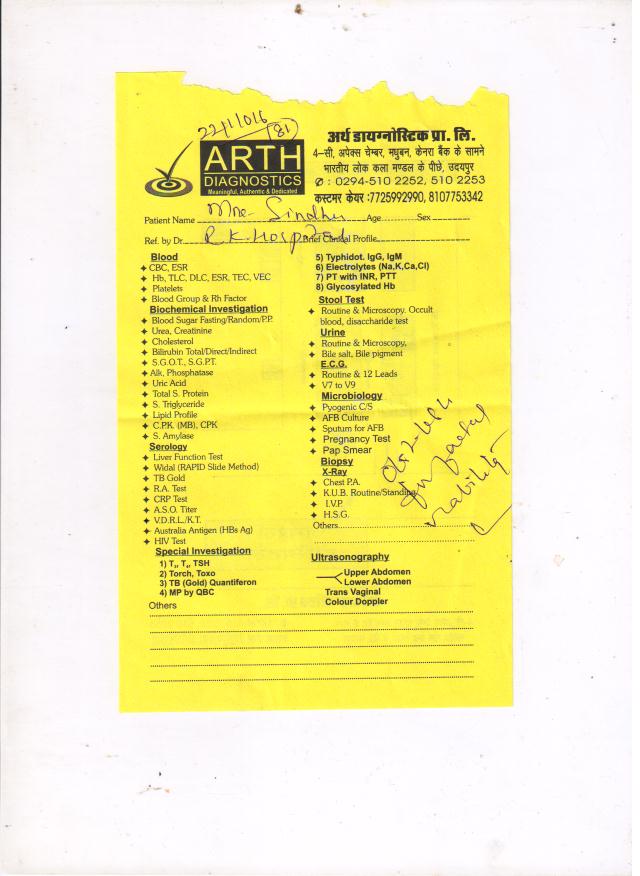 (81)
ARTH
DIAGNOSTICS
Meaningful, Authentic & Dedicated
अर्थ डायग्नोस्टिक प्रा. लि.
4–सी, अपेक्स चेम्बर, मधुबन, केनरा बैंक के सामने
भारतीय लोक कला मण्डल के पीछे, उदयपुर
✆ : 0294-510 2252, 510 2253
कस्टमर केयर :7725992990, 8107753342
Patient Name Sindhu Age Sex
Ref. by Dr. R.K. Hospital Brief Clinical Profile
Blood
CBC, ESR
Hb, TLC, DLC, ESR, TEC, VEC
Platelets
Blood Group & Rh Factor
Biochemical Investigation
Blood Sugar Fasting/Random/P.P.
Urea, Creatinine
Cholesterol
Bilirubin Total/Direct/Indirect
S.G.O.T., S.G.P.T.
Alk, Phosphatase
Uric Acid
Total S. Protein
S. Triglyceride
Lipid Profile
C.P.K. (MB), CPK
S. Amylase
Serology
Liver Function Test
Widal (RAPID Slide Method)
TB Gold
R.A. Test
CRP Test
A.S.O. Titer
V.D.R.L./K.T.
Australia Antigen (HBs Ag)
HIV Test
Special Investigation
1) T₃, T₄, TSH
2) Torch, Toxo
3) TB (Gold) Quantiferon
4) MP by QBC
5) Typhidot. IgG, IgM
6) Electrolytes (Na,K,Ca,Cl)
7) PT with INR, PTT
8) Glycosylated Hb
Stool Test
Routine & Microscopy. Occult
blood, disaccharide test
Urine
Routine & Microscopy,
Bile salt, Bile pigment
E.C.G.
Routine & 12 Leads
V7 to V9
Microbiology
Pyogenic C/S
AFB Culture
Sputum for AFB
Pregnancy Test
Pap Smear
Biopsy
X-Ray
Chest P.A.
K.U.B. Routine/Standing
I.V.P.
H.S.G.
Others
for foetal
viability
Ultrasonography
Upper Abdomen
Lower Abdomen
Trans Vaginal
Colour Doppler
Others